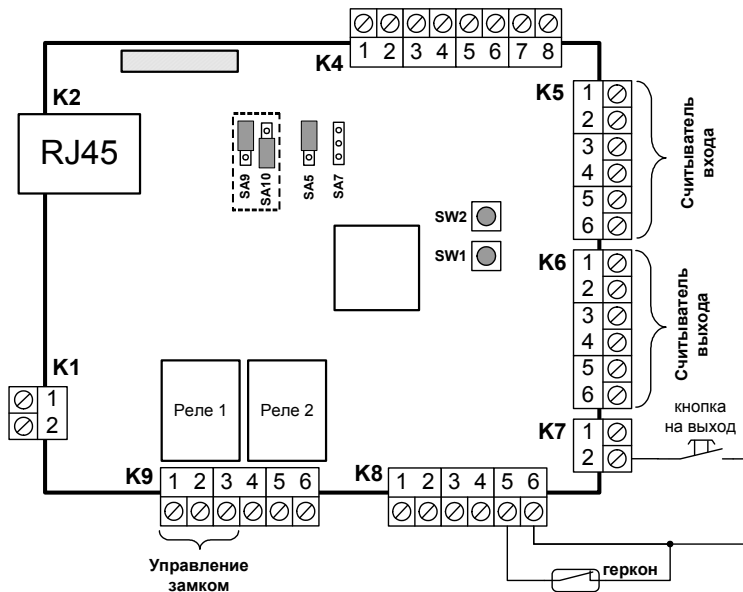 K4
1 2 3 4 5 6 7 8
K2
RJ45
SA9
SA10
SA5
SA7
SW2
SW1
K5
1
2
3
4
5
6
Считыватель
входа
K6
1
2
3
4
5
6
Считыватель
выхода
K1
1
2
Реле 1
Реле 2
K7
1
2
кнопка
на выход
K9
1 2 3 4 5 6
K8
1 2 3 4 5 6
Управление
замком
геркон